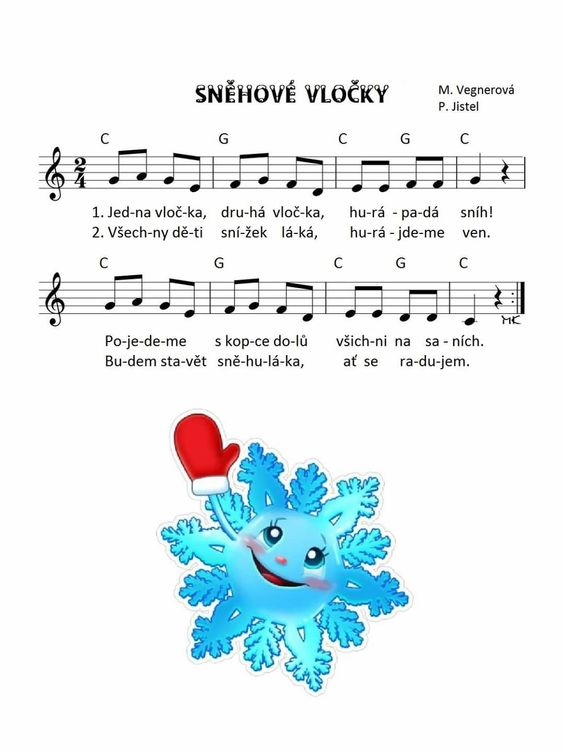 SNĚHOVÉ VLOČKY
M. Vegnerová
P. Jistel
C G C G C
2
4
1. Jed-na vloč-ka, dru-há vloč-ka, hu-rá - pa-dá sníh!
2. Všech-ny dě-ti sní-žek lá-ká, hu-rá - jde-me ven.
C G C G C
MK
Po-je-de-me s kop-ce do-lů všich-ni na sa - ních.
Bu-dem sta-vět sně-hu-lá-ka, ať se ra-du-jem.